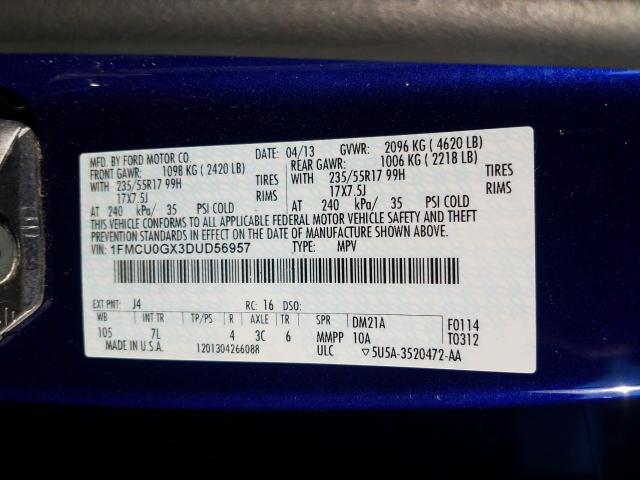 MFD. BY FORD MOTOR CO. DATE: 04/13 GVWR: 2096 KG ( 4620 LB)
FRONT GAWR: 1098 KG ( 2420 LB) REAR GAWR: 1006 KG ( 2218 LB)
WITH 235/55R17 99H TIRES WITH 235/55R17 99H TIRES
17X7.5J RIMS 17X7.5J RIMS
AT 240 kPa/ 35 PSI COLD AT 240 kPa/ 35 PSI COLD
THIS VEHICLE CONFORMS TO ALL APPLICABLE FEDERAL MOTOR VEHICLE SAFETY AND THEFT
PREVENTION STANDARDS IN EFFECT ON THE DATE OF MANUFACTURE SHOWN ABOVE.
VIN: 1FMCU0GX3DUD56957 TYPE: MPV
EXT PNT: J4 RC: 16 DSO:
WB INT TR TP/PS R AXLE TR SPR DM21A F0114
105 7L 4 3C 6 MMPP 10A T0312
MADE IN U.S.A. 1201304266088 ULC ▽5U5A-3520472-AA